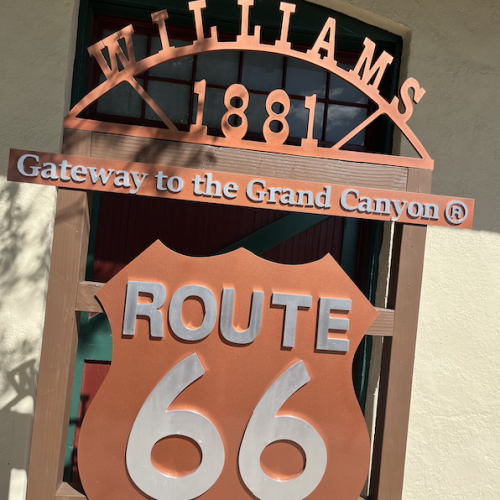 WILLIAMS
1881
Gateway to the Grand Canyon ®
ROUTE
66